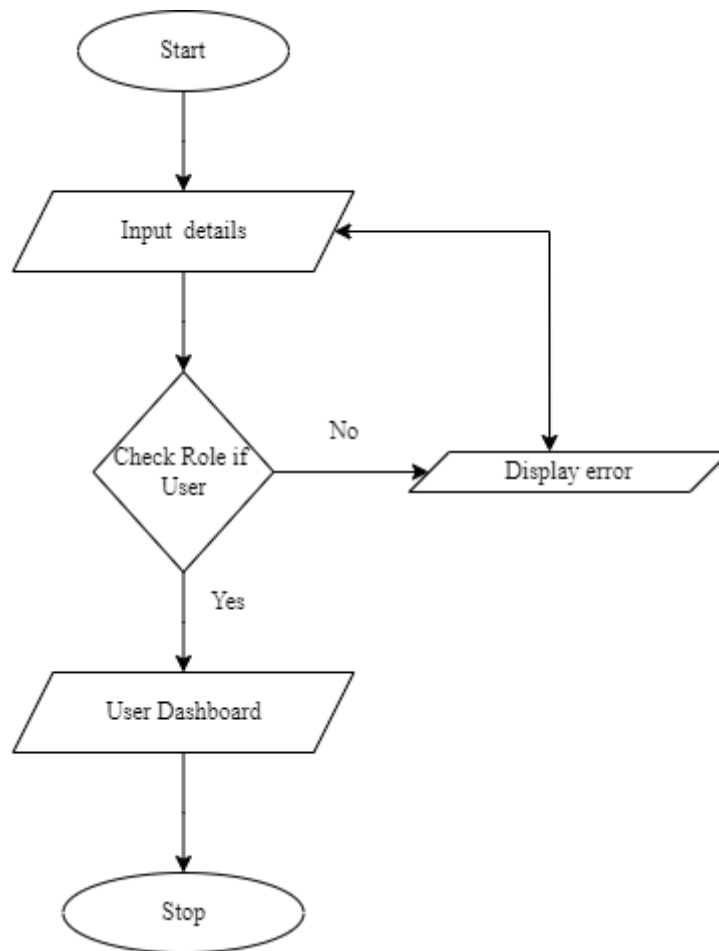 Start
Input details
Check Role if
User
No
Display error
Yes
User Dashboard
Stop